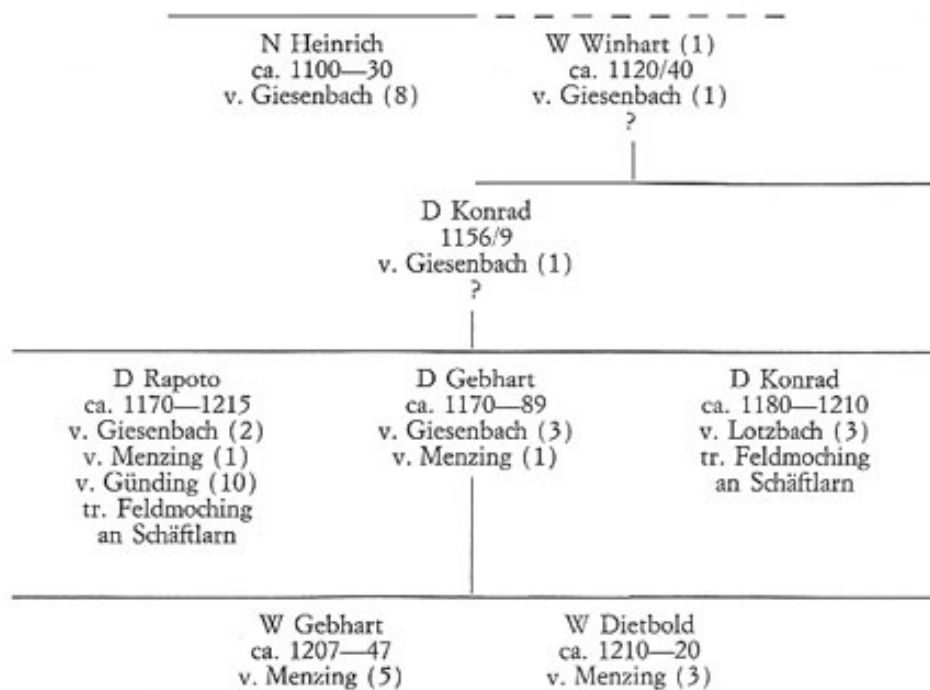 N Heinrich
ca. 1100—30
v. Giesenbach (8)
W Winhart (1)
ca. 1120/40
v. Giesenbach (1)
?
D Konrad
1156/9
v. Giesenbach (1)
?
D Rapoto
ca. 1170—1215
v. Giesenbach (2)
v. Menzing (1)
v. Günding (10)
tr. Feldmoching
an Schäftlarn
D Gebhart
ca. 1170—89
v. Giesenbach (3)
v. Menzing (1)
D Konrad
ca. 1180—1210
v. Lotzbach (3)
tr. Feldmoching
an Schäftlarn
W Gebhart
ca. 1207—47
v. Menzing (5)
W Dietbold
ca. 1210—20
v. Menzing (3)